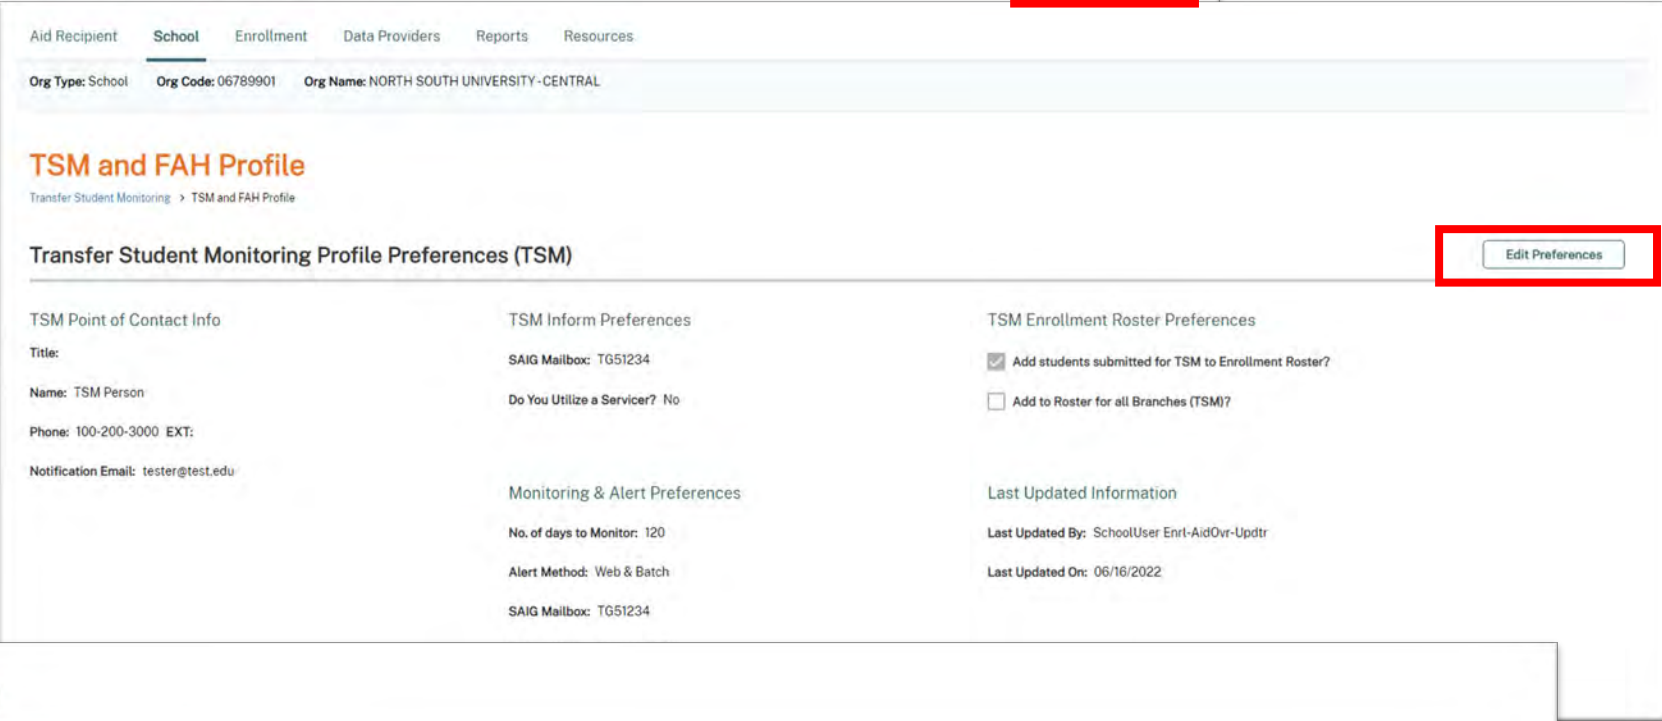 Aid Recipient School Enrollment Data Providers Reports Resources
Org Type: School Org Code: 06789901 Org Name: NORTH SOUTH UNIVERSITY-CENTRAL
TSM and FAH Profile
Transfer Student Monitoring > TSM and FAH Profile
Transfer Student Monitoring Profile Preferences (TSM)
Edit Preferences
TSM Point of Contact Info
Title:
Name: TSM Person
Phone: 100-200-3000 EXT:
Notification Email: tester@test.edu
TSM Inform Preferences
SAIG Mailbox: TG51234
Do You Utilize a Servicer? No
TSM Enrollment Roster Preferences
Add students submitted for TSM to Enrollment Roster?
Add to Roster for all Branches (TSM)?
Monitoring & Alert Preferences
No. of days to Monitor: 120
Alert Method: Web & Batch
SAIG Mailbox: TG51234
Last Updated Information
Last Updated By: SchoolUser Enrl-AidOvr-Updtr
Last Updated On: 06/16/2022